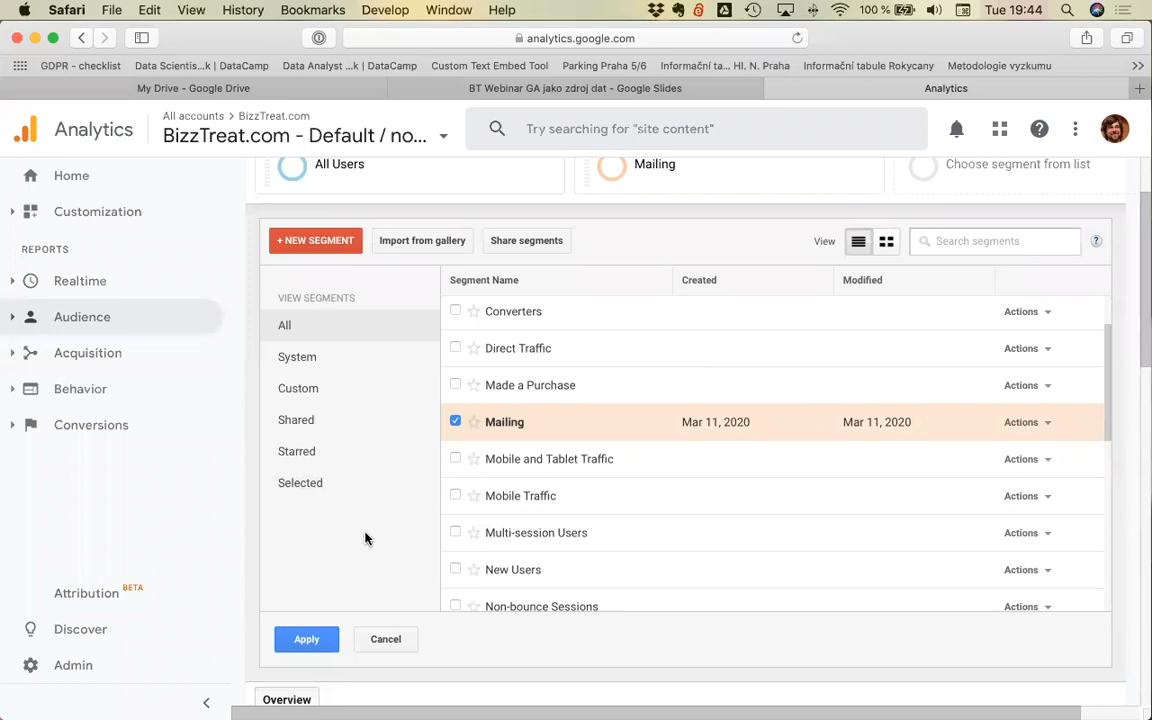 Safari File Edit View History Bookmarks Develop Window Help 100 % Tue 19:44
analytics.google.com
GDPR - checklist Data Scientis...k | DataCamp Data Analyst ...k | DataCamp Custom Text Embed Tool Parking Praha 5/6 Informační ta... Hl. N. Praha Informační tabule Rokycany Metodologie vyzkumu
My Drive - Google Drive BT Webinar GA jako zdroj dat - Google Slides Analytics
Analytics
All accounts > BizzTreat.com
BizzTreat.com - Default / no...
Try searching for "site content"
Home
Customization
REPORTS
Realtime
Audience
Acquisition
Behavior
Conversions
Attribution BETA
Discover
Admin
All Users Mailing Choose segment from list
+ NEW SEGMENT Import from gallery Share segments View Search segments ?
VIEW SEGMENTS
All
System
Custom
Shared
Starred
Selected
Segment Name Created Modified
Converters Actions
Direct Traffic Actions
Made a Purchase Actions
Mailing Mar 11, 2020 Mar 11, 2020 Actions
Mobile and Tablet Traffic Actions
Mobile Traffic Actions
Multi-session Users Actions
New Users Actions
Non-bounce Sessions Actions
Apply Cancel
Overview